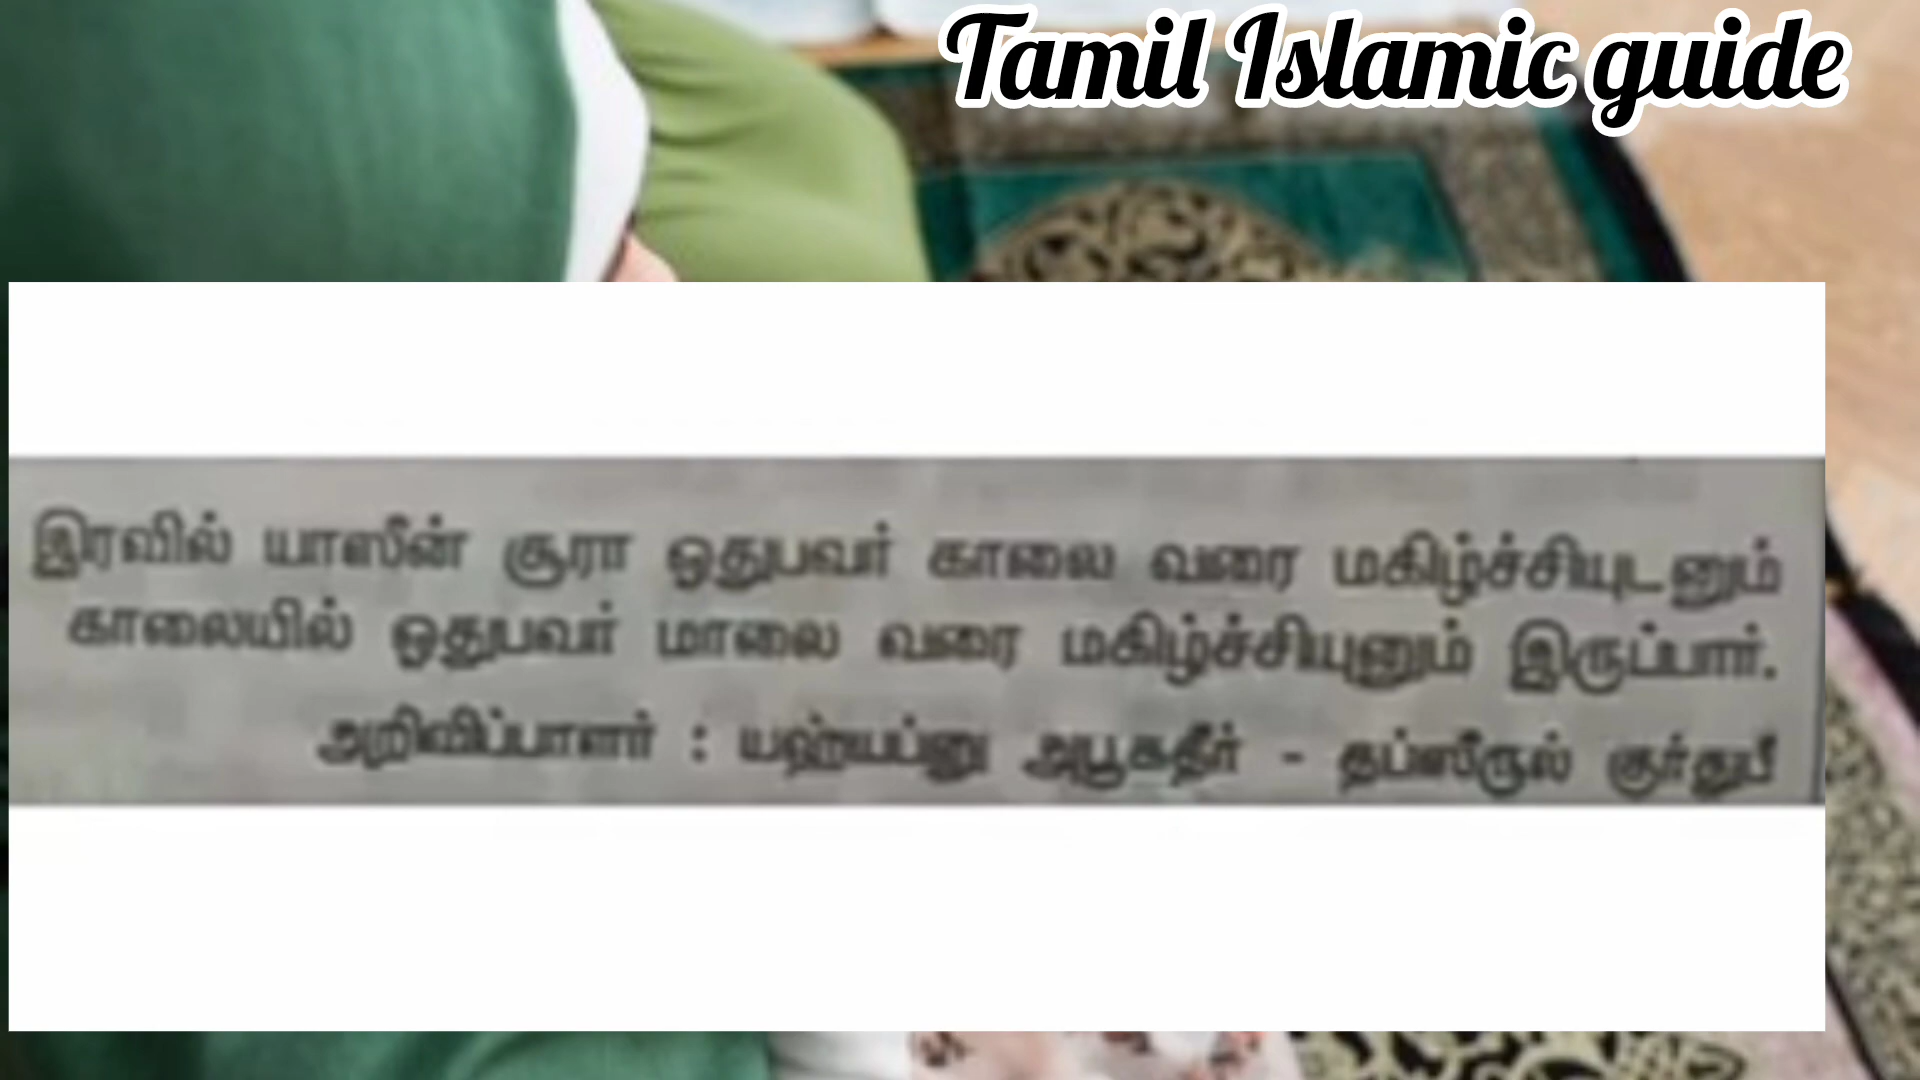 Tamil Islamic guide
இரவில் யாஸீன் சூரா ஓதுபவர் காலை வரை மகிழ்ச்சியுடனும்
காலையில் ஓதுபவர் மாலை வரை மகிழ்ச்சியுனும் இருப்பார்.
அறிவிப்பாளர் : யஹ்யப்னு அபூகதீர் - தப்ஸீருல் குர்துபீ